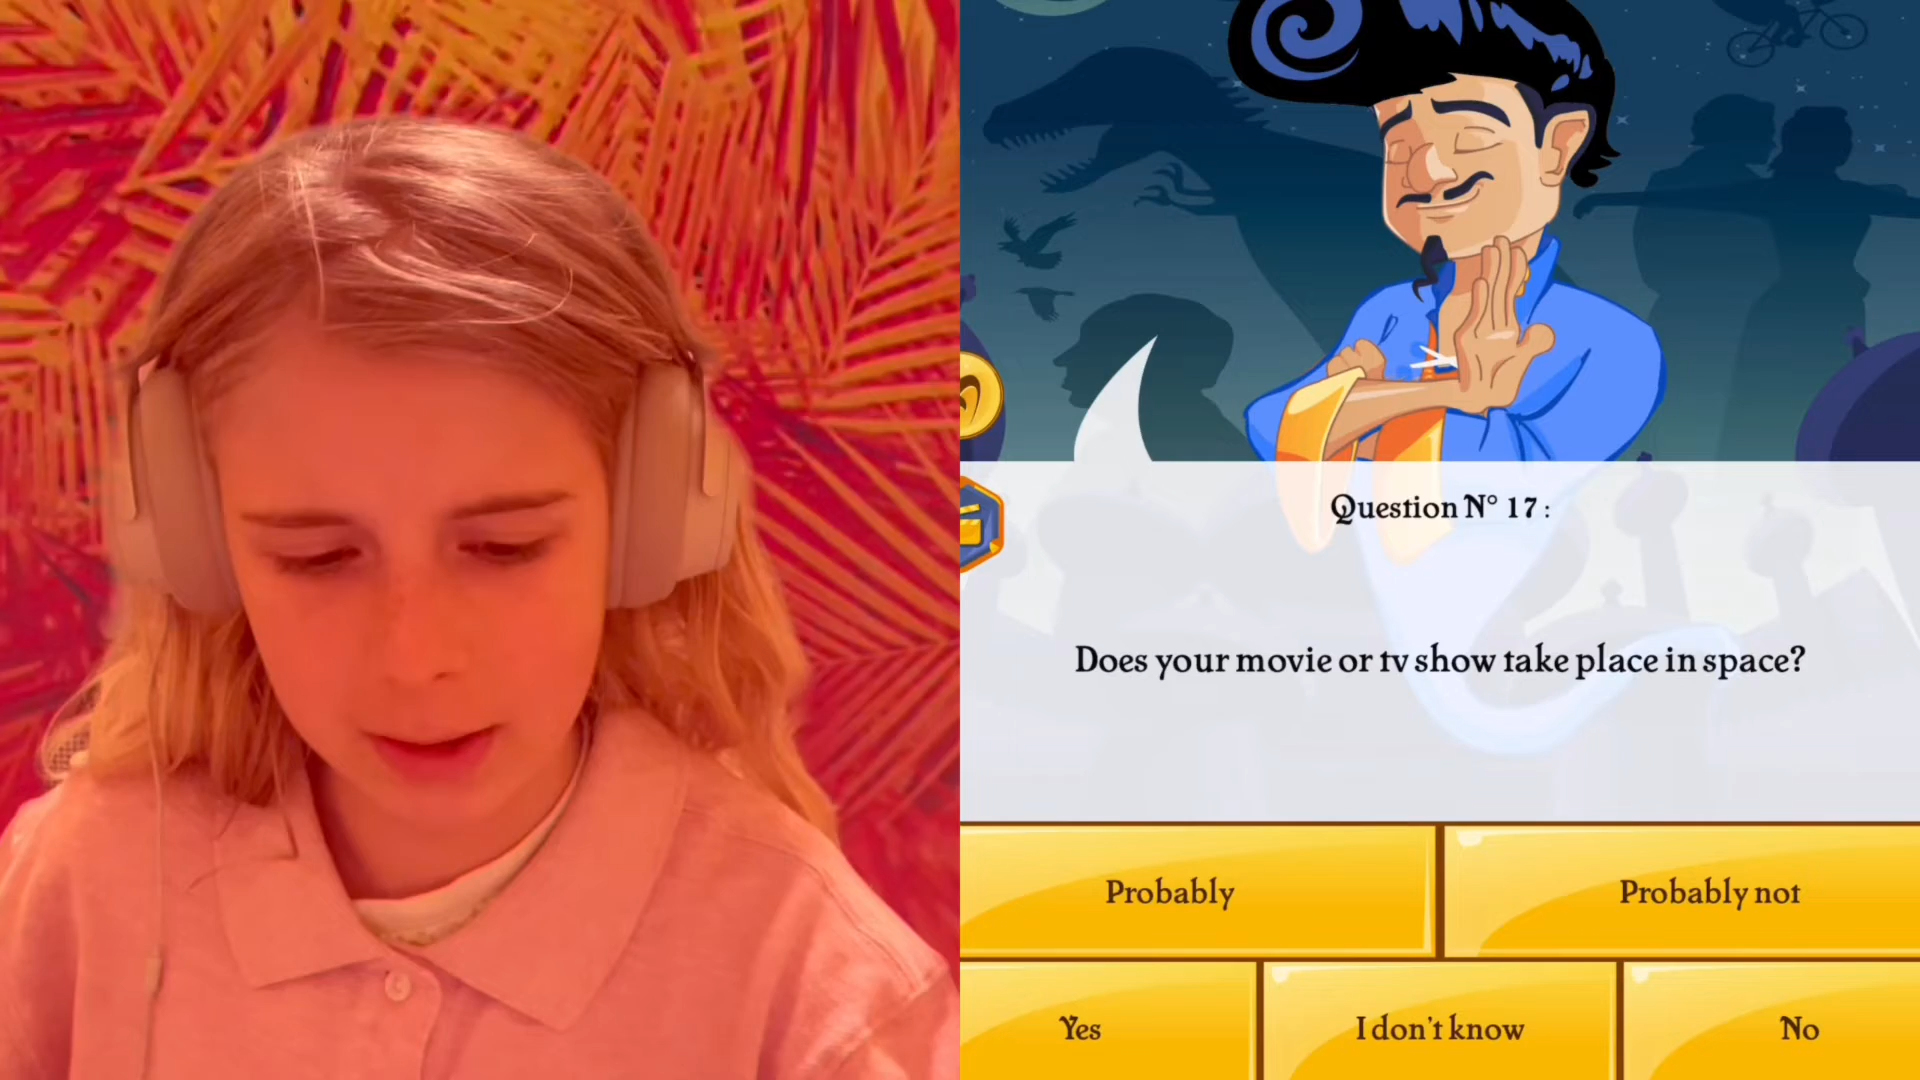 Question N° 17 :
Does your movie or tv show take place in space?
Probably
Probably not
Yes
I don't know
No